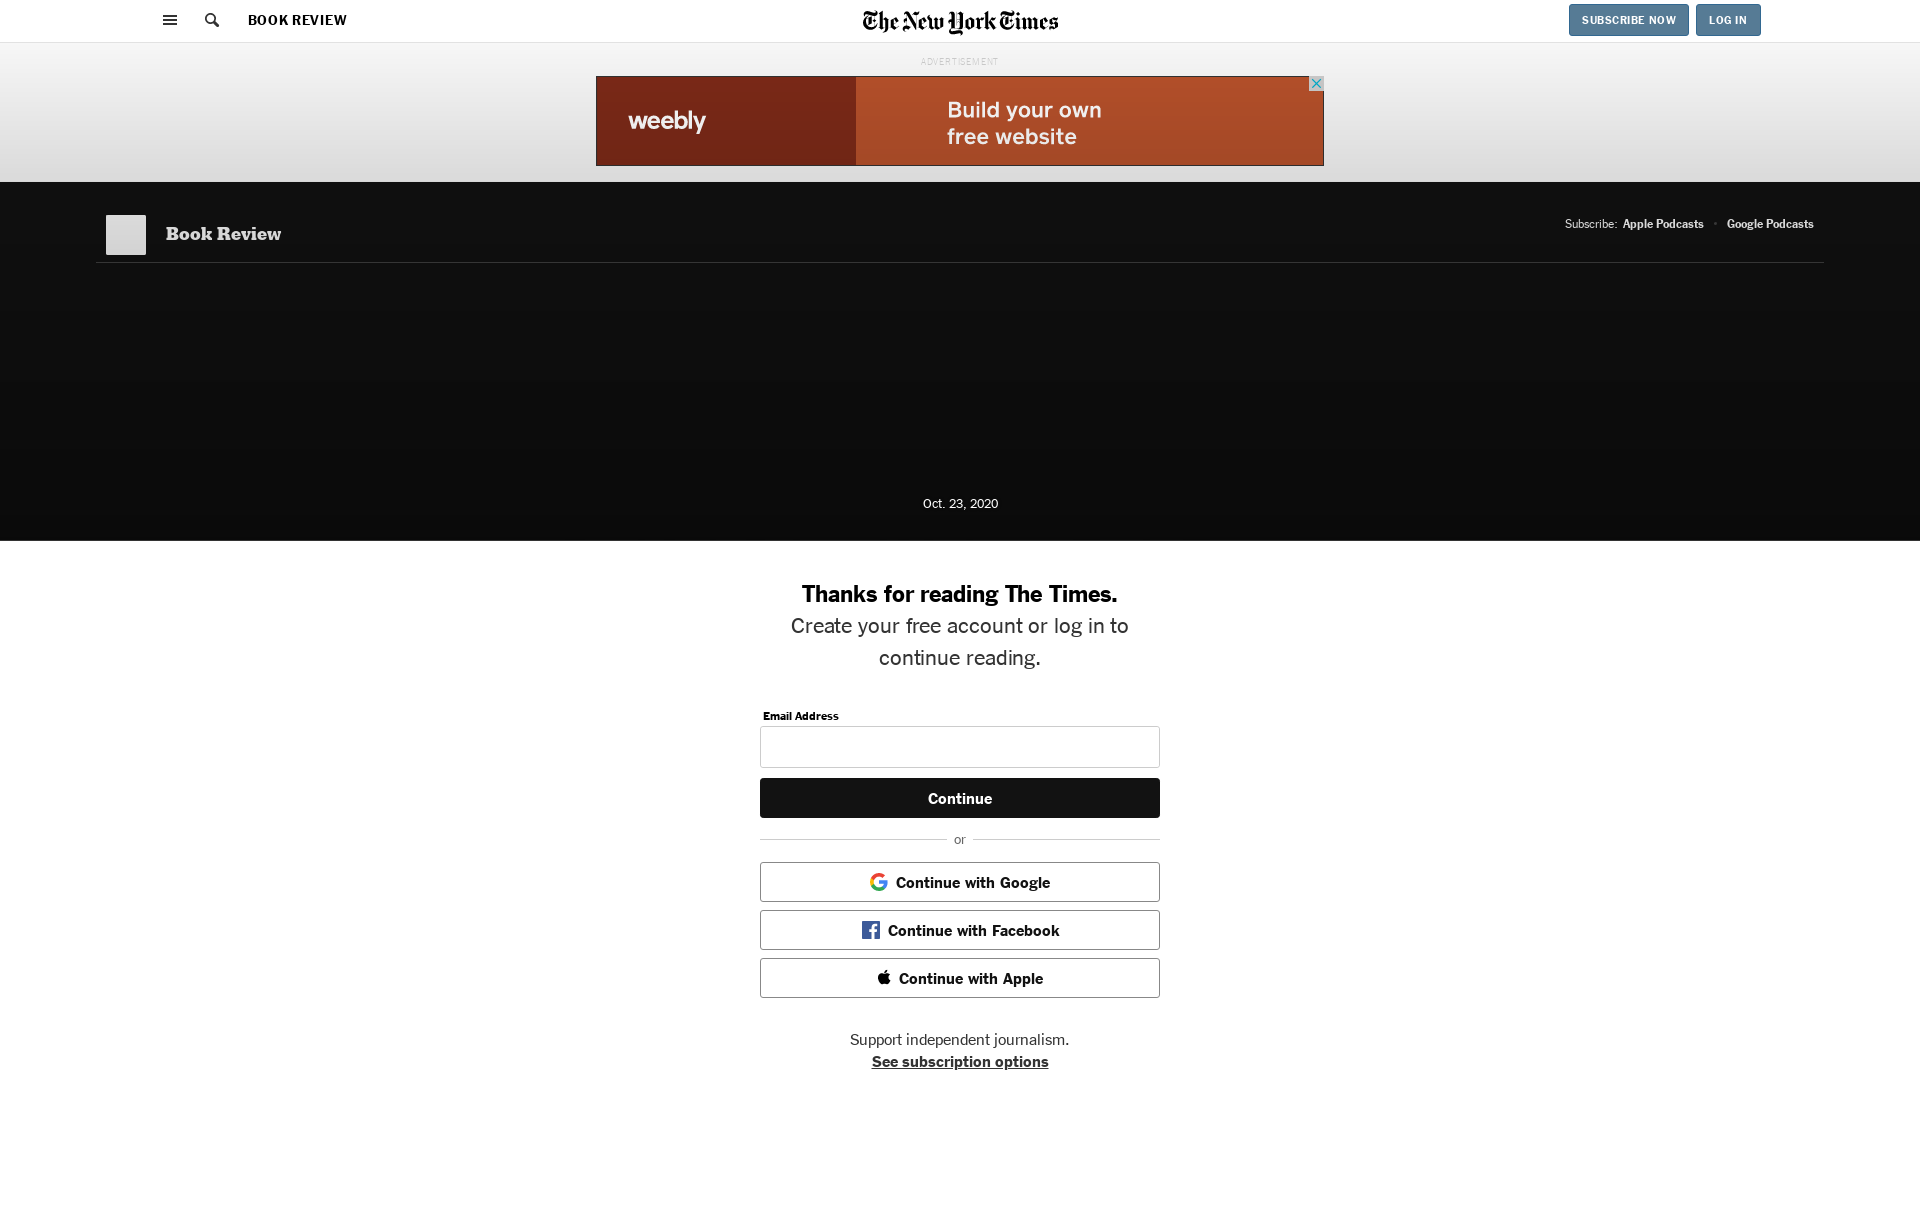 BOOK REVIEW
The New York Times
SUBSCRIBE NOW
LOG IN
ADVERTISEMENT
weebly
Build your own
free website
Book Review
Subscribe: Apple Podcasts • Google Podcasts
Oct. 23, 2020
Thanks for reading The Times.
Create your free account or log in to
continue reading.
Email Address
Continue
or
Continue with Google
Continue with Facebook
Continue with Apple
Support independent journalism.
See subscription options